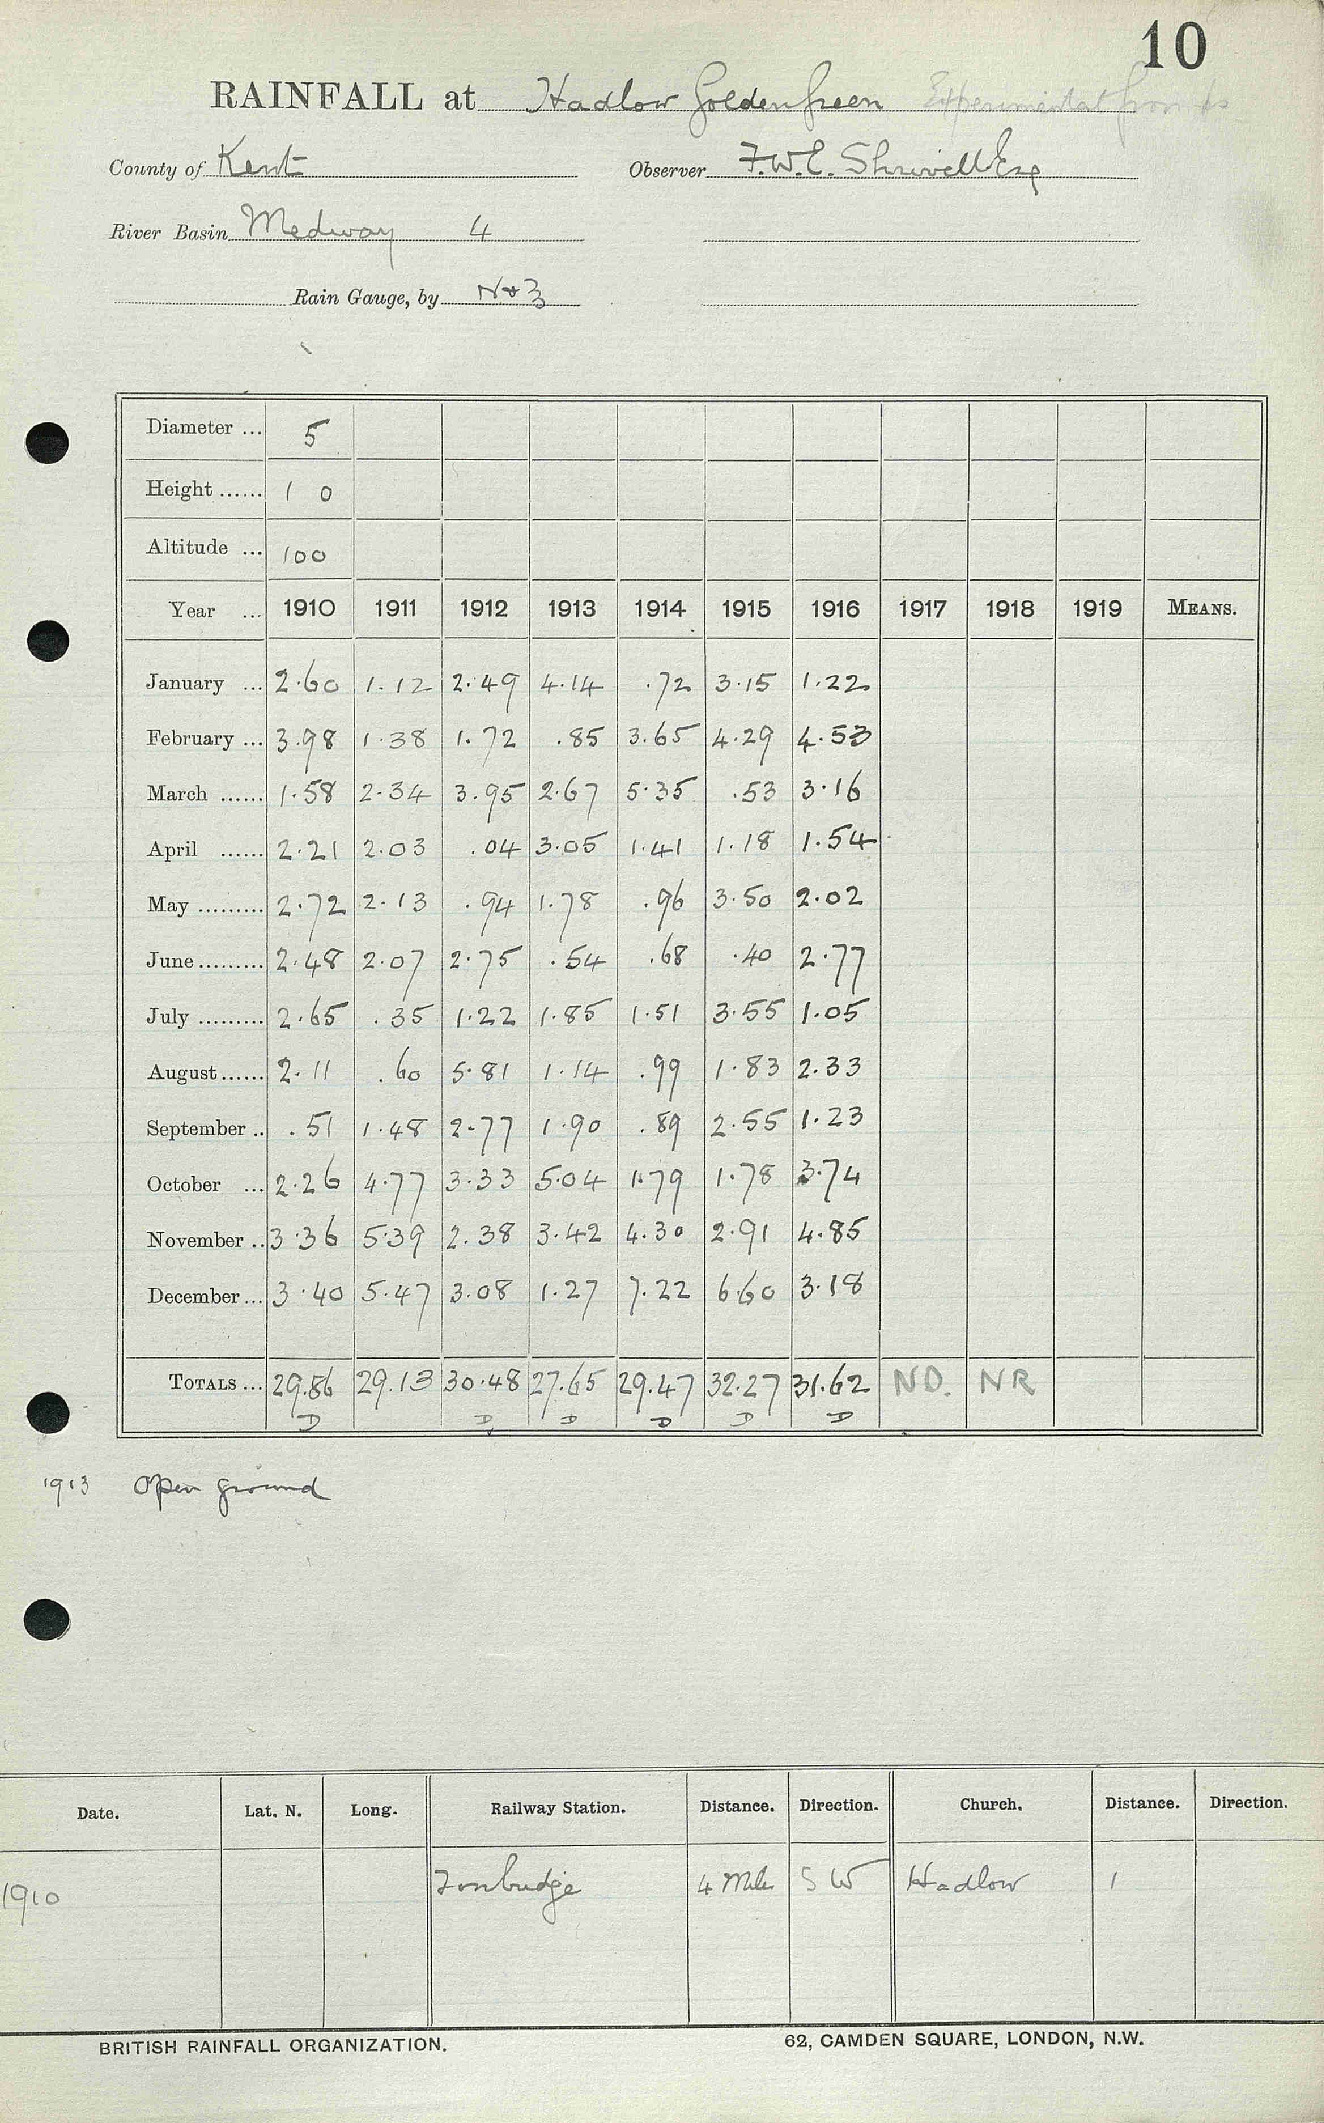 10
RAINFALL at Hadlow Golden Green Experimental Grounds
County of Kent Observer F.W.E. Shrivell Esq
River Basin Medway 4
Rain Gauge, by N & Z
Diameter ... 5
Height ...... 1 0
Altitude ... 100
Year ... 1910 1911 1912 1913 1914 1915 1916 1917 1918 1919 MEANS.
January ... 2.60 1.12 2.49 4.14 .72 3.15 1.22
February ... 3.98 1.38 1.72 .85 3.65 4.29 4.53
March ...... 1.58 2.34 3.95 2.67 5.35 .53 3.16
April ...... 2.21 2.03 .04 3.05 1.41 1.18 1.54
May ......... 2.72 2.13 .94 1.78 .96 3.50 2.02
June ......... 2.48 2.07 2.75 .54 .68 .40 2.77
July ......... 2.65 .35 1.22 1.85 1.51 3.55 1.05
August ...... 2.11 .60 5.81 1.14 .99 1.83 2.33
September .. .51 1.48 2.77 1.90 .89 2.55 1.23
October ... 2.26 4.77 3.33 5.04 1.79 1.78 3.74
November .. 3.36 5.39 2.38 3.42 4.30 2.91 4.85
December ... 3.40 5.47 3.08 1.27 7.22 6.60 3.18
TOTALS ... 29.86 29.13 30.48 27.65 29.47 32.27 31.62 ND. NR
D D D D D D
1913 Open ground
Date. Lat. N. Long. Railway Station. Distance. Direction. Church. Distance. Direction.
1910 Tonbridge 4 Miles S W Hadlow 1
BRITISH RAINFALL ORGANIZATION. 62, CAMDEN SQUARE, LONDON, N.W.